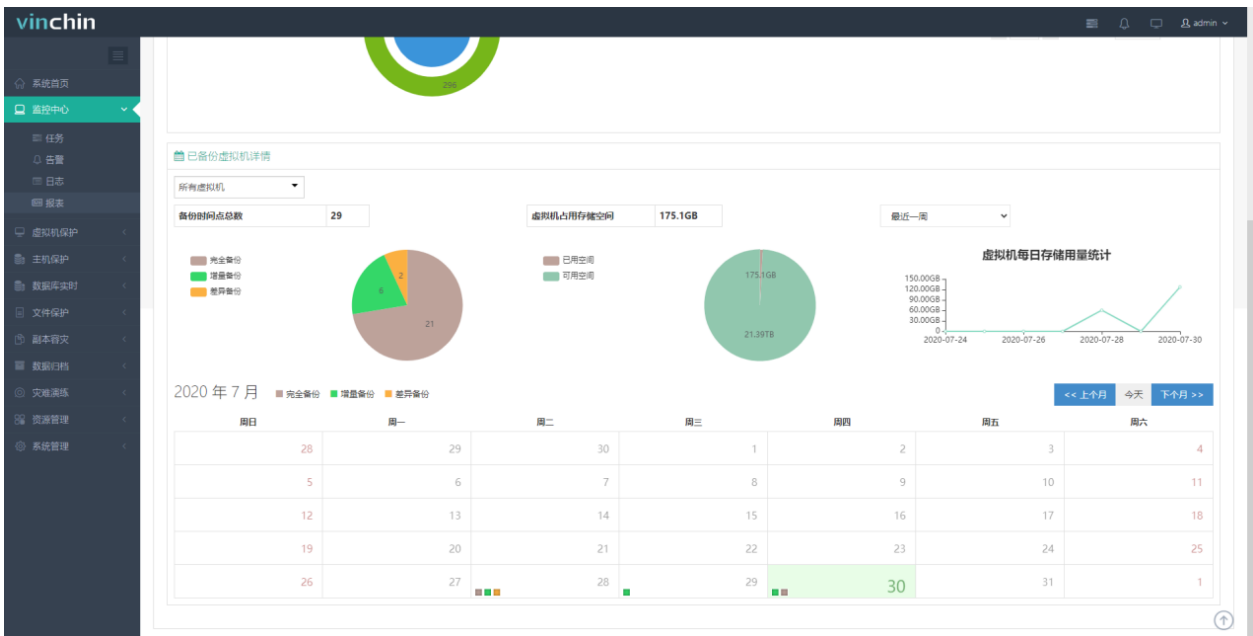 vinchin
admin
系统首页
监控中心
任务
告警
日志
报表
虚拟机保护
主机保护
数据库实时
文件保护
副本容灾
数据归档
灾难演练
资源管理
系统管理
296
已备份虚拟机详情
所有虚拟机
备份时间点总数 29
虚拟机占用存储空间 175.1GB
最近一周
完全备份
增量备份
差异备份
2
6
21
已用空间
可用空间
175.1GB
21.39TB
虚拟机每日存储用量统计
150.00GB
120.00GB
90.00GB
60.00GB
30.00GB
0
2020-07-24 2020-07-26 2020-07-28 2020-07-30
2020 年 7 月 完全备份 增量备份 差异备份
<< 上个月 今天 下个月 >>
周日 周一 周二 周三 周四 周五 周六
28 29 30 1 2 3 4
5 6 7 8 9 10 11
12 13 14 15 16 17 18
19 20 21 22 23 24 25
26 27 28 29 30 31 1